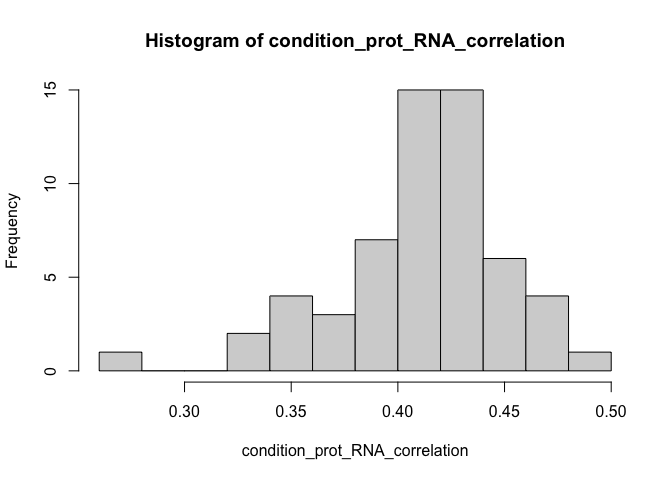 Histogram of condition_prot_RNA_correlation
Frequency
15
10
5
0
0.30 0.35 0.40 0.45 0.50
condition_prot_RNA_correlation